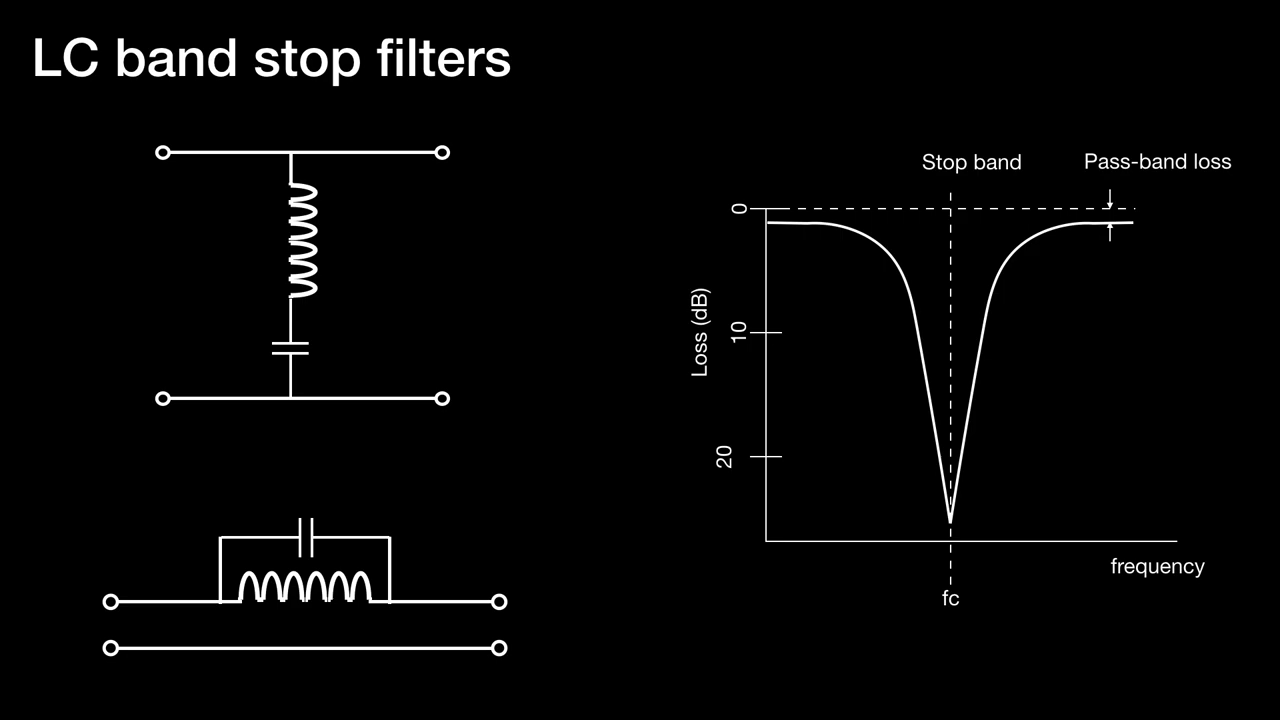 LC band stop filters
Stop band
Pass-band loss
0
10
20
Loss (dB)
frequency
fc